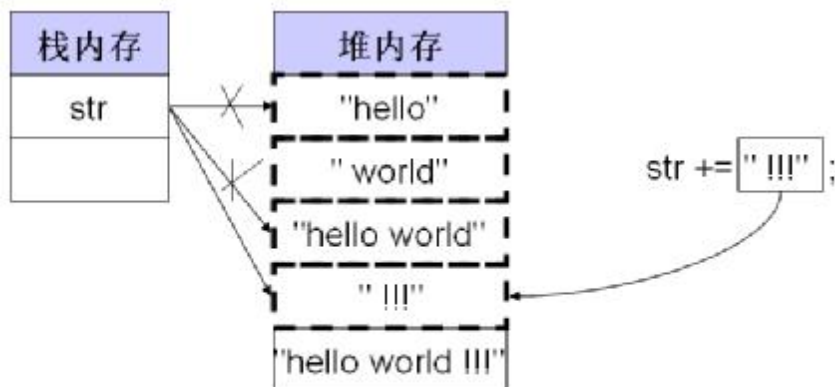 栈内存
堆内存
str
"hello"
" world"
str += " !!!" ;
"hello world"
" !!!"
"hello world !!!"